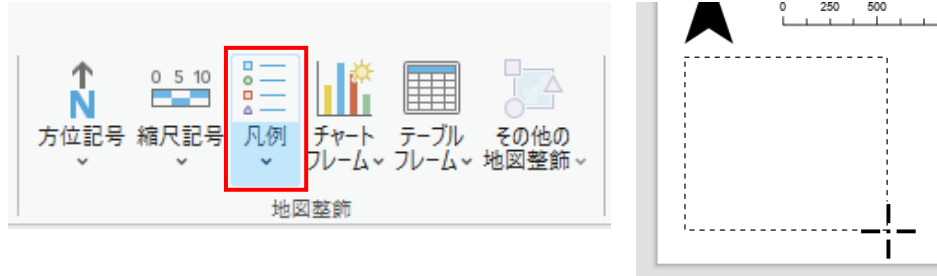 0 5 10
N
方位記号 縮尺記号 凡例 チャート フレーム テーブル フレーム その他の 地図整飾
地図整飾
0 250 500